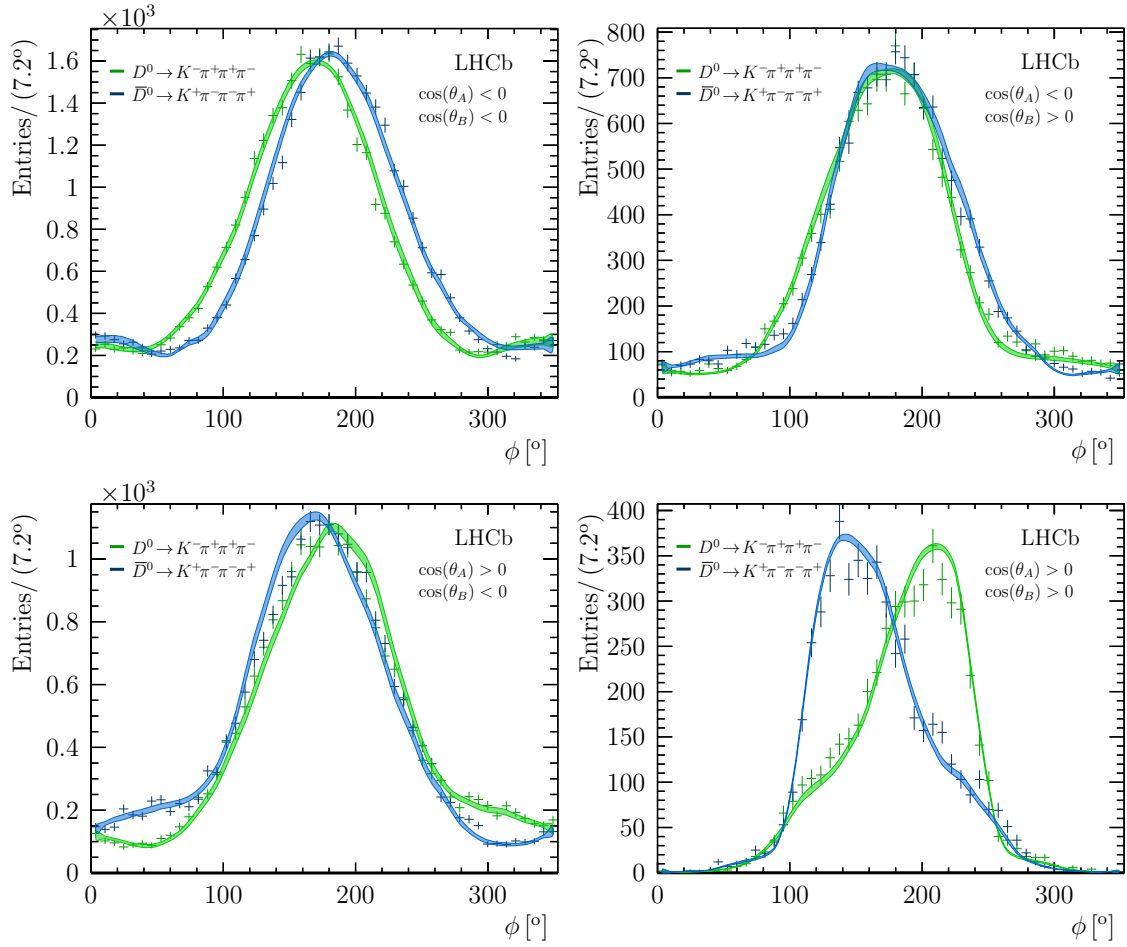 ×10³
Entries/ (7.2°)
1.6
1.4
1.2
1
0.8
0.6
0.4
0.2
0
0 100 200 300
ϕ [°]
LHCb
D⁰→K⁻π⁺π⁺π⁻
D̅⁰→K⁺π⁻π⁻π⁺
cos(θ_A) < 0
cos(θ_B) < 0
Entries/ (7.2°)
800
700
600
500
400
300
200
100
0
0 100 200 300
ϕ [°]
LHCb
D⁰→K⁻π⁺π⁺π⁻
D̅⁰→K⁺π⁻π⁻π⁺
cos(θ_A) < 0
cos(θ_B) > 0
×10³
Entries/ (7.2°)
1
0.8
0.6
0.4
0.2
0
0 100 200 300
ϕ [°]
LHCb
D⁰→K⁻π⁺π⁺π⁻
D̅⁰→K⁺π⁻π⁻π⁺
cos(θ_A) > 0
cos(θ_B) < 0
Entries/ (7.2°)
400
350
300
250
200
150
100
50
0
0 100 200 300
ϕ [°]
LHCb
D⁰→K⁻π⁺π⁺π⁻
D̅⁰→K⁺π⁻π⁻π⁺
cos(θ_A) > 0
cos(θ_B) > 0